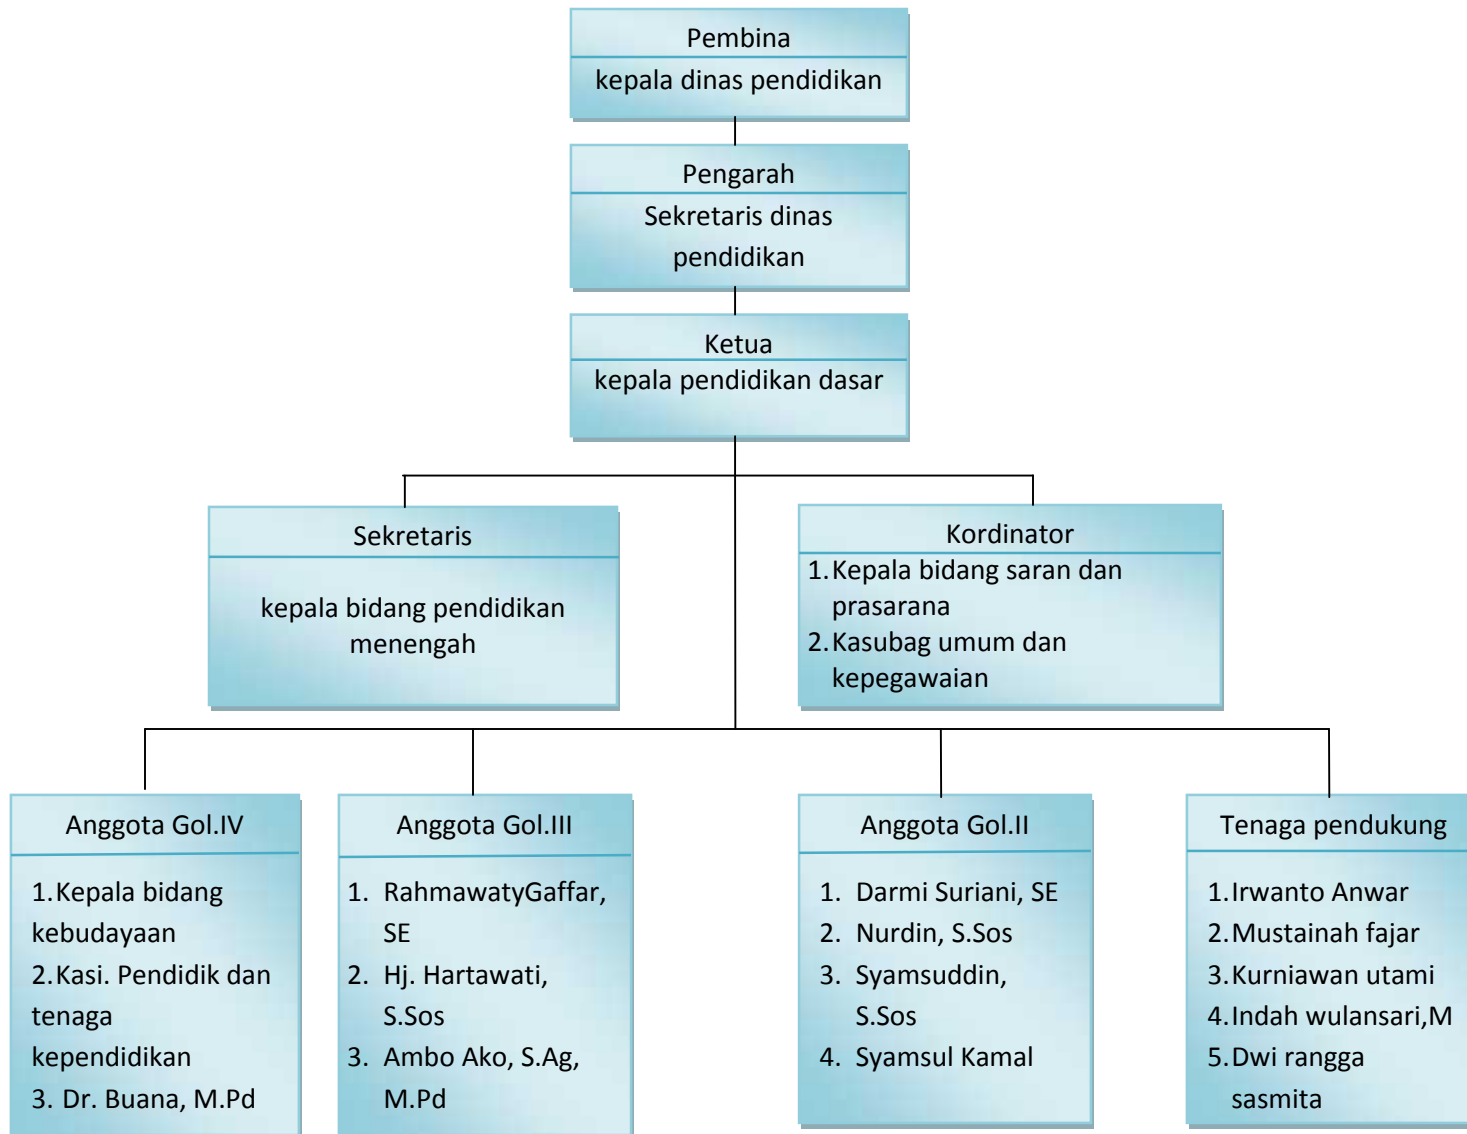 Pembina
kepala dinas pendidikan
Pengarah
Sekretaris dinas
pendidikan
Ketua
kepala pendidikan dasar
Sekretaris
kepala bidang pendidikan
menengah
Kordinator
1.Kepala bidang saran dan
prasarana
2.Kasubag umum dan
kepegawaian
Anggota Gol.IV
1.Kepala bidang
kebudayaan
2.Kasi. Pendidik dan
tenaga
kependidikan
3. Dr. Buana, M.Pd
Anggota Gol.III
1. RahmawatyGaffar,
SE
2. Hj. Hartawati,
S.Sos
3. Ambo Ako, S.Ag,
M.Pd
Anggota Gol.II
1. Darmi Suriani, SE
2. Nurdin, S.Sos
3. Syamsuddin,
S.Sos
4. Syamsul Kamal
Tenaga pendukung
1.Irwanto Anwar
2.Mustainah fajar
3.Kurniawan utami
4.Indah wulansari,M
5.Dwi rangga
sasmita